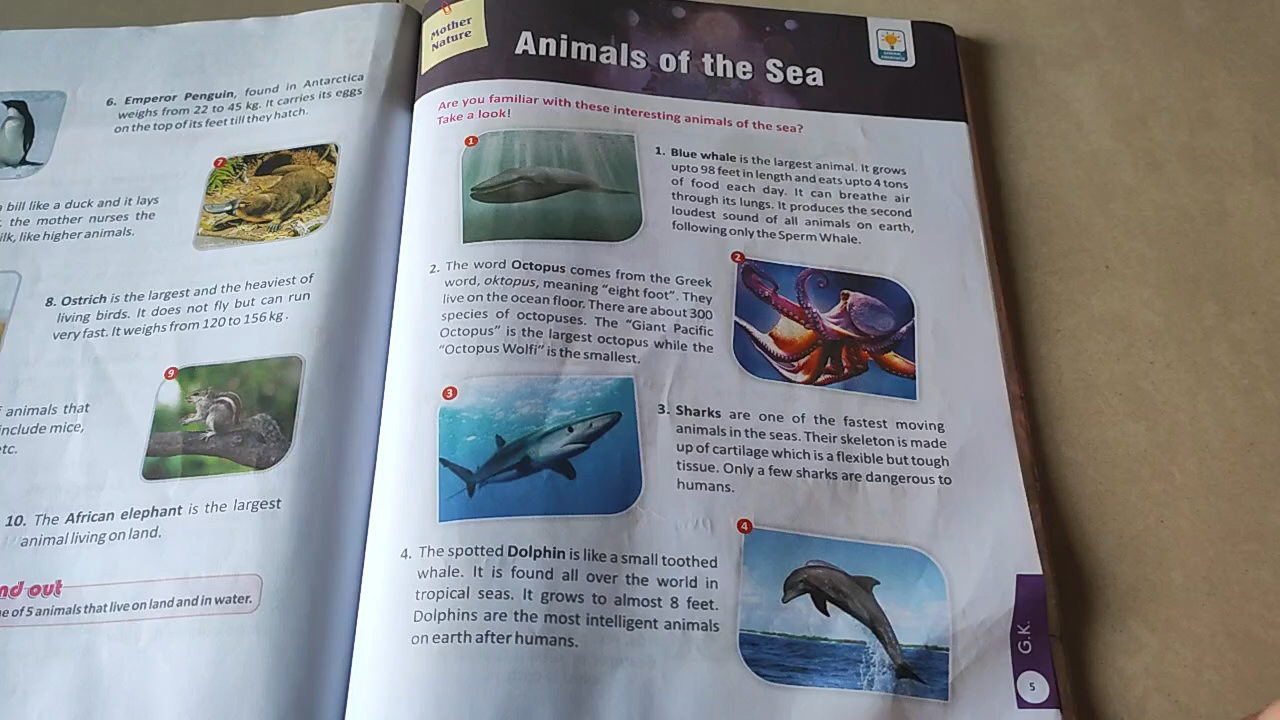 6. Emperor Penguin, found in Antarctica
weighs from 22 to 45 kg. It carries its eggs
on the top of its feet till they hatch.
7
bill like a duck and it lays
the mother nurses the
like higher animals.
8. Ostrich is the largest and the heaviest of
living birds. It does not fly but can run
very fast. It weighs from 120 to 156 kg.
9
animals that
include mice,
etc.
10. The African elephant is the largest
animal living on land.
out
of 5 animals that live on land and in water.
Mother
Nature
Animals of the Sea
Are you familiar with these interesting animals of the sea?
Take a look!
1
1. Blue whale is the largest animal. It grows
upto 98 feet in length and eats upto 4 tons
of food each day. It can breathe air
through its lungs. It produces the second
loudest sound of all animals on earth,
following only the Sperm Whale.
2. The word Octopus comes from the Greek
word, oktopus, meaning "eight foot". They
live on the ocean floor. There are about 300
species of octopuses. The "Giant Pacific
Octopus" is the largest octopus while the
"Octopus Wolfi" is the smallest.
2
3
3. Sharks are one of the fastest moving
animals in the seas. Their skeleton is made
up of cartilage which is a flexible but tough
tissue. Only a few sharks are dangerous to
humans.
4. The spotted Dolphin is like a small toothed
whale. It is found all over the world in
tropical seas. It grows to almost 8 feet.
Dolphins are the most intelligent animals
on earth after humans.
4
G.K.
5